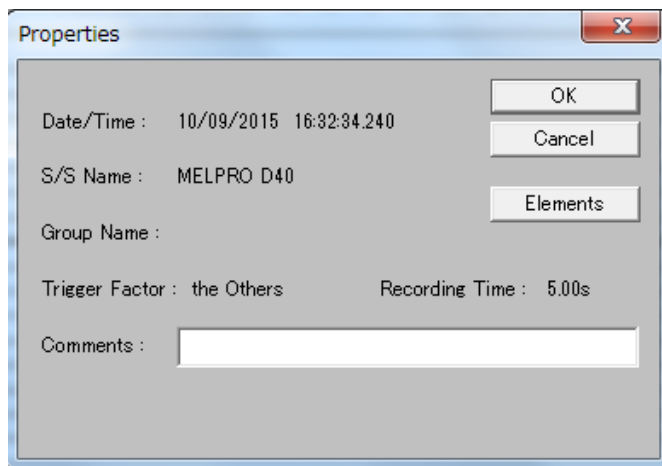 Properties
OK
Date/Time : 10/09/2015 16:32:34.240
Cancel
S/S Name : MELPRO D40
Elements
Group Name :
Trigger Factor : the Others Recording Time : 5.00s
Comments :